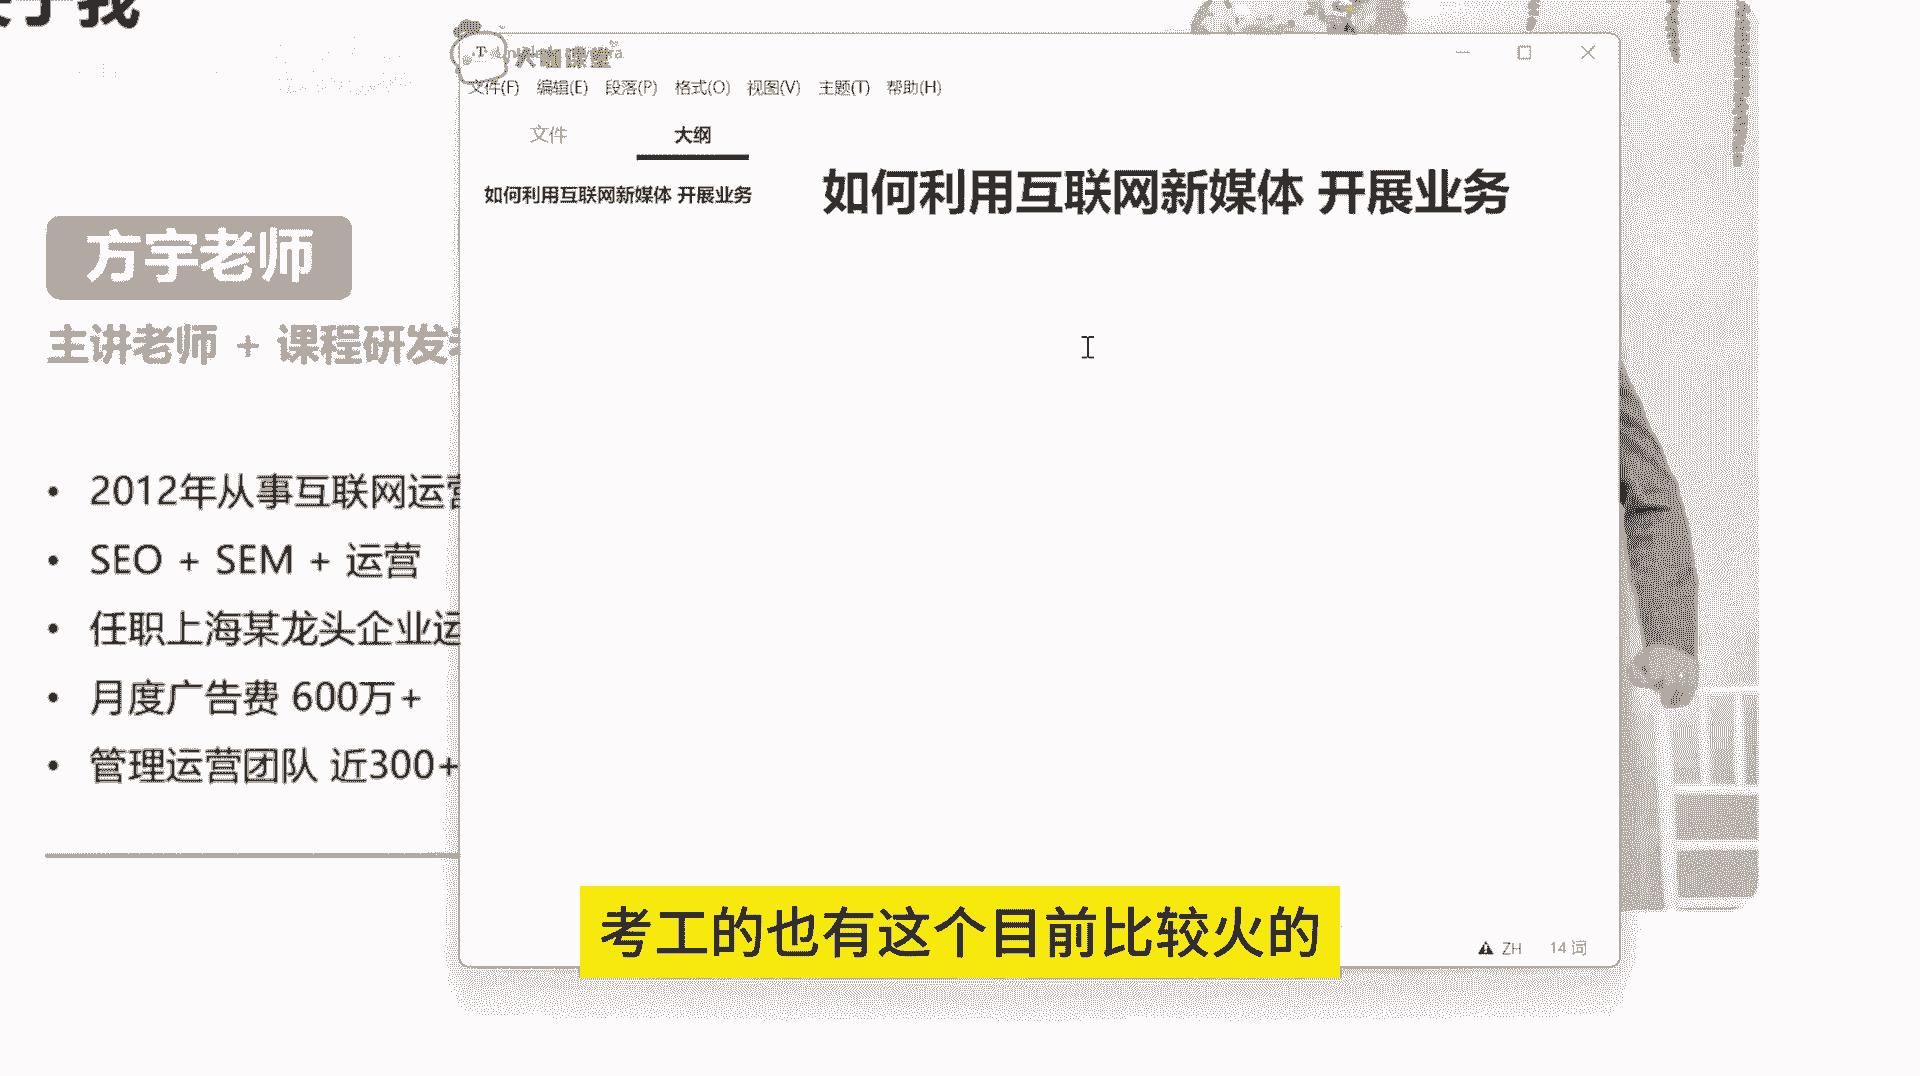 关于我
方宇老师
主讲老师 + 课程研发
2012年从事互联网运营
SEO + SEM + 运营
任职上海某龙头企业运
月度广告费 600万+
管理运营团队 近300+
大咖课堂
文件(F) 编辑(E) 段落(P) 格式(O) 视图(V) 主题(T) 帮助(H)
文件 大纲
如何利用互联网新媒体 开展业务
如何利用互联网新媒体 开展业务
考工的也有这个目前比较火的
ZH 14 词